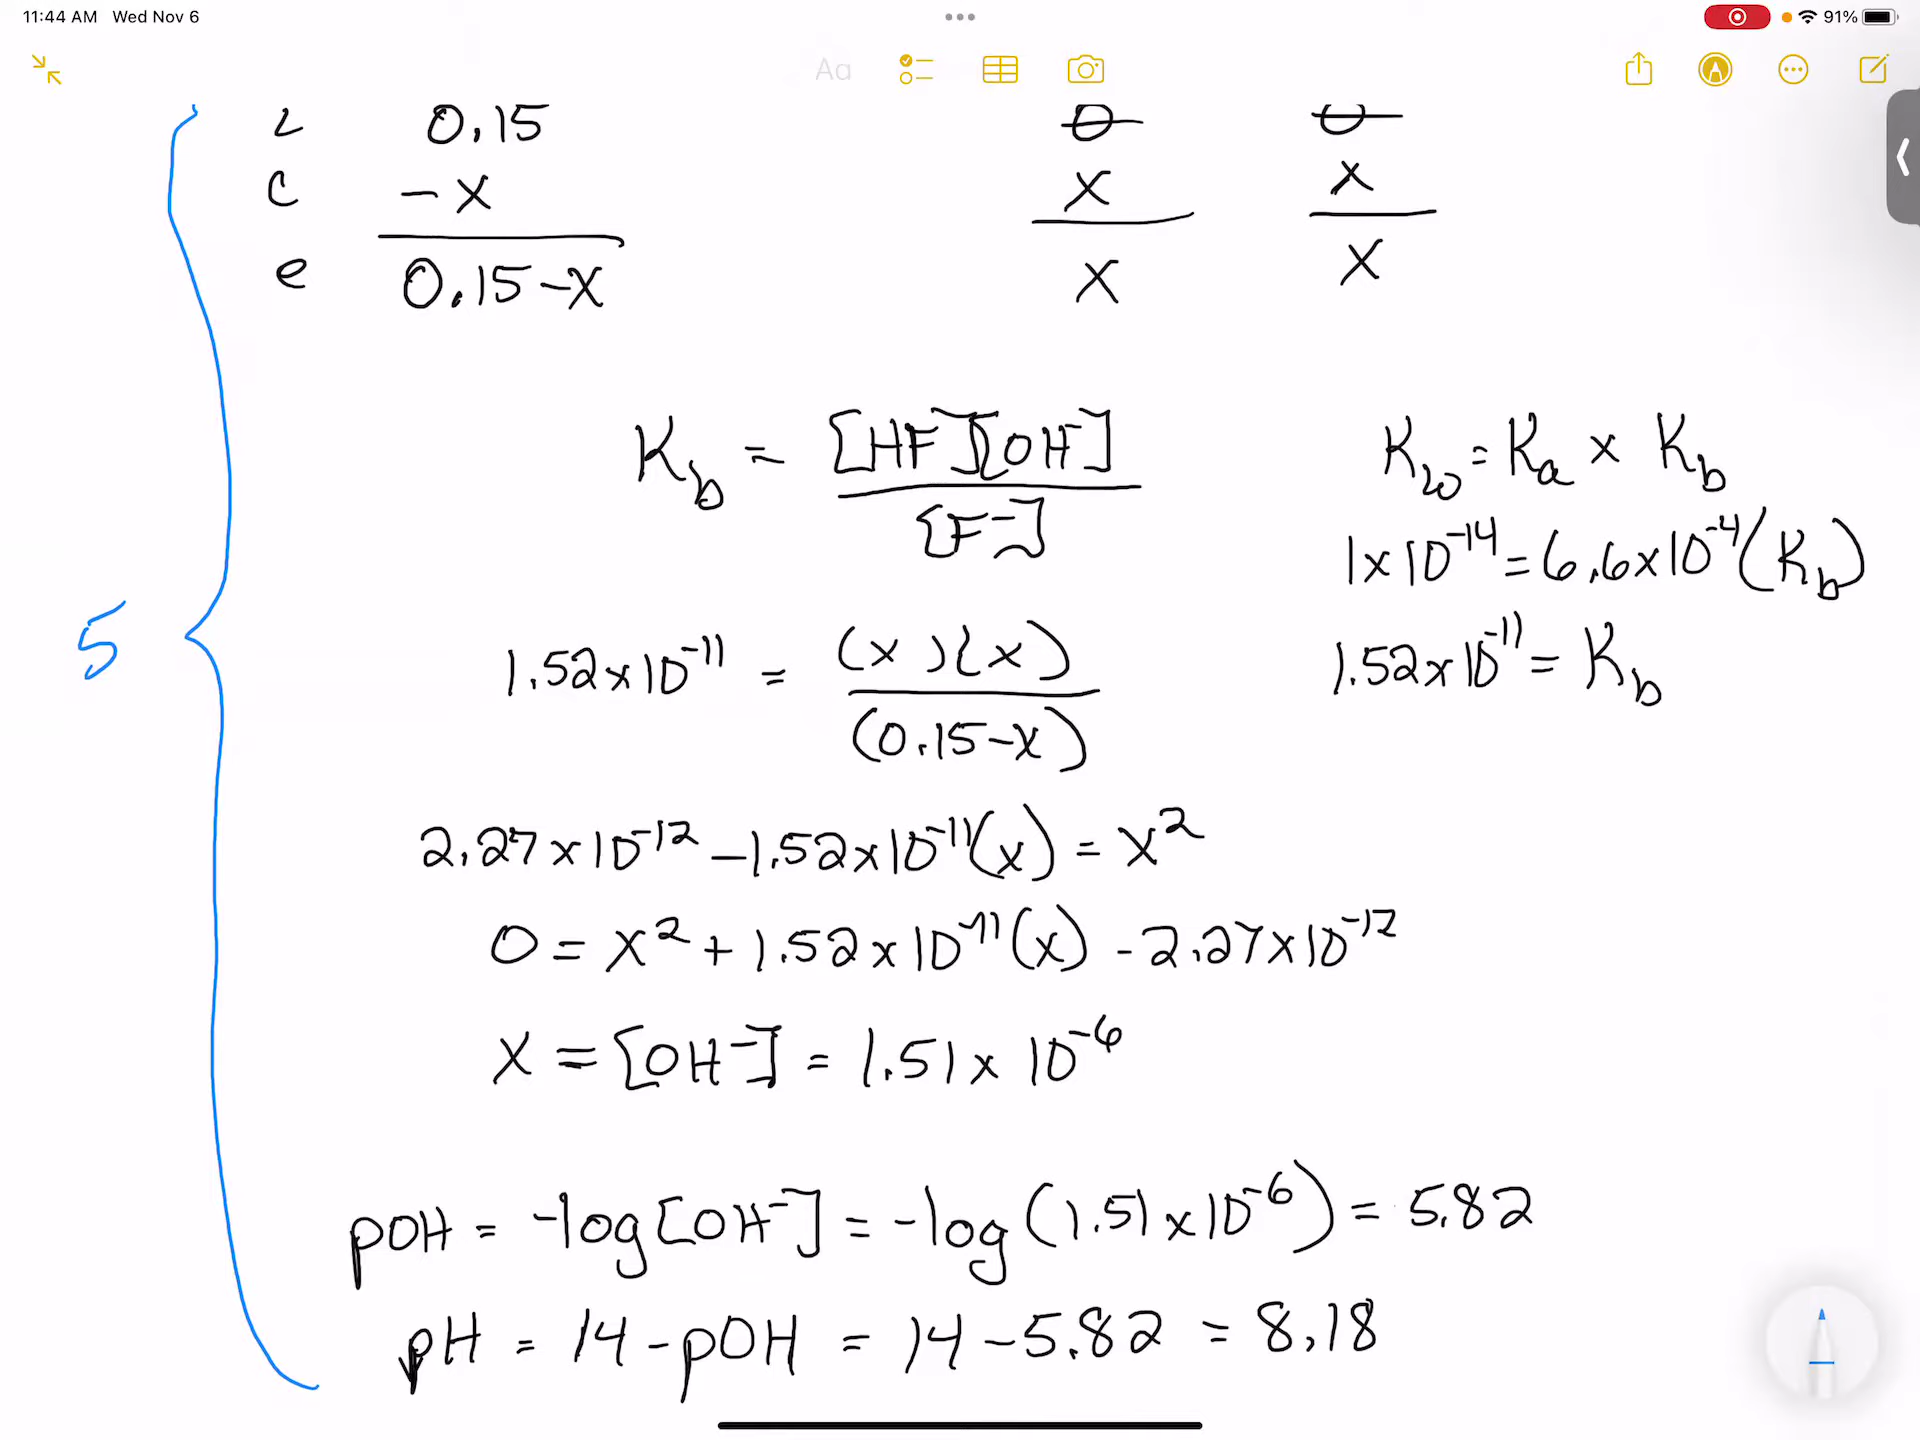 11:44 AM Wed Nov 6
91%
Aa
i 0.15 0 0
c -x x x
e 0.15-x x x
Kb = [HF][OH⁻] / [F⁻]
Kw = Ka x Kb
1x10⁻¹⁴ = 6.6x10⁻⁴(Kb)
1.52x10⁻¹¹ = Kb
5
1.52x10⁻¹¹ = (x)(x) / (0.15-x)
2.27x10⁻¹² - 1.52x10⁻¹¹(x) = x²
0 = x² + 1.52x10⁻¹¹(x) - 2.27x10⁻¹²
x = [OH⁻] = 1.51x 10⁻⁶
pOH = -log[OH⁻] = -log(1.51x10⁻⁶) = 5.82
pH = 14 - pOH = 14 - 5.82 = 8.18